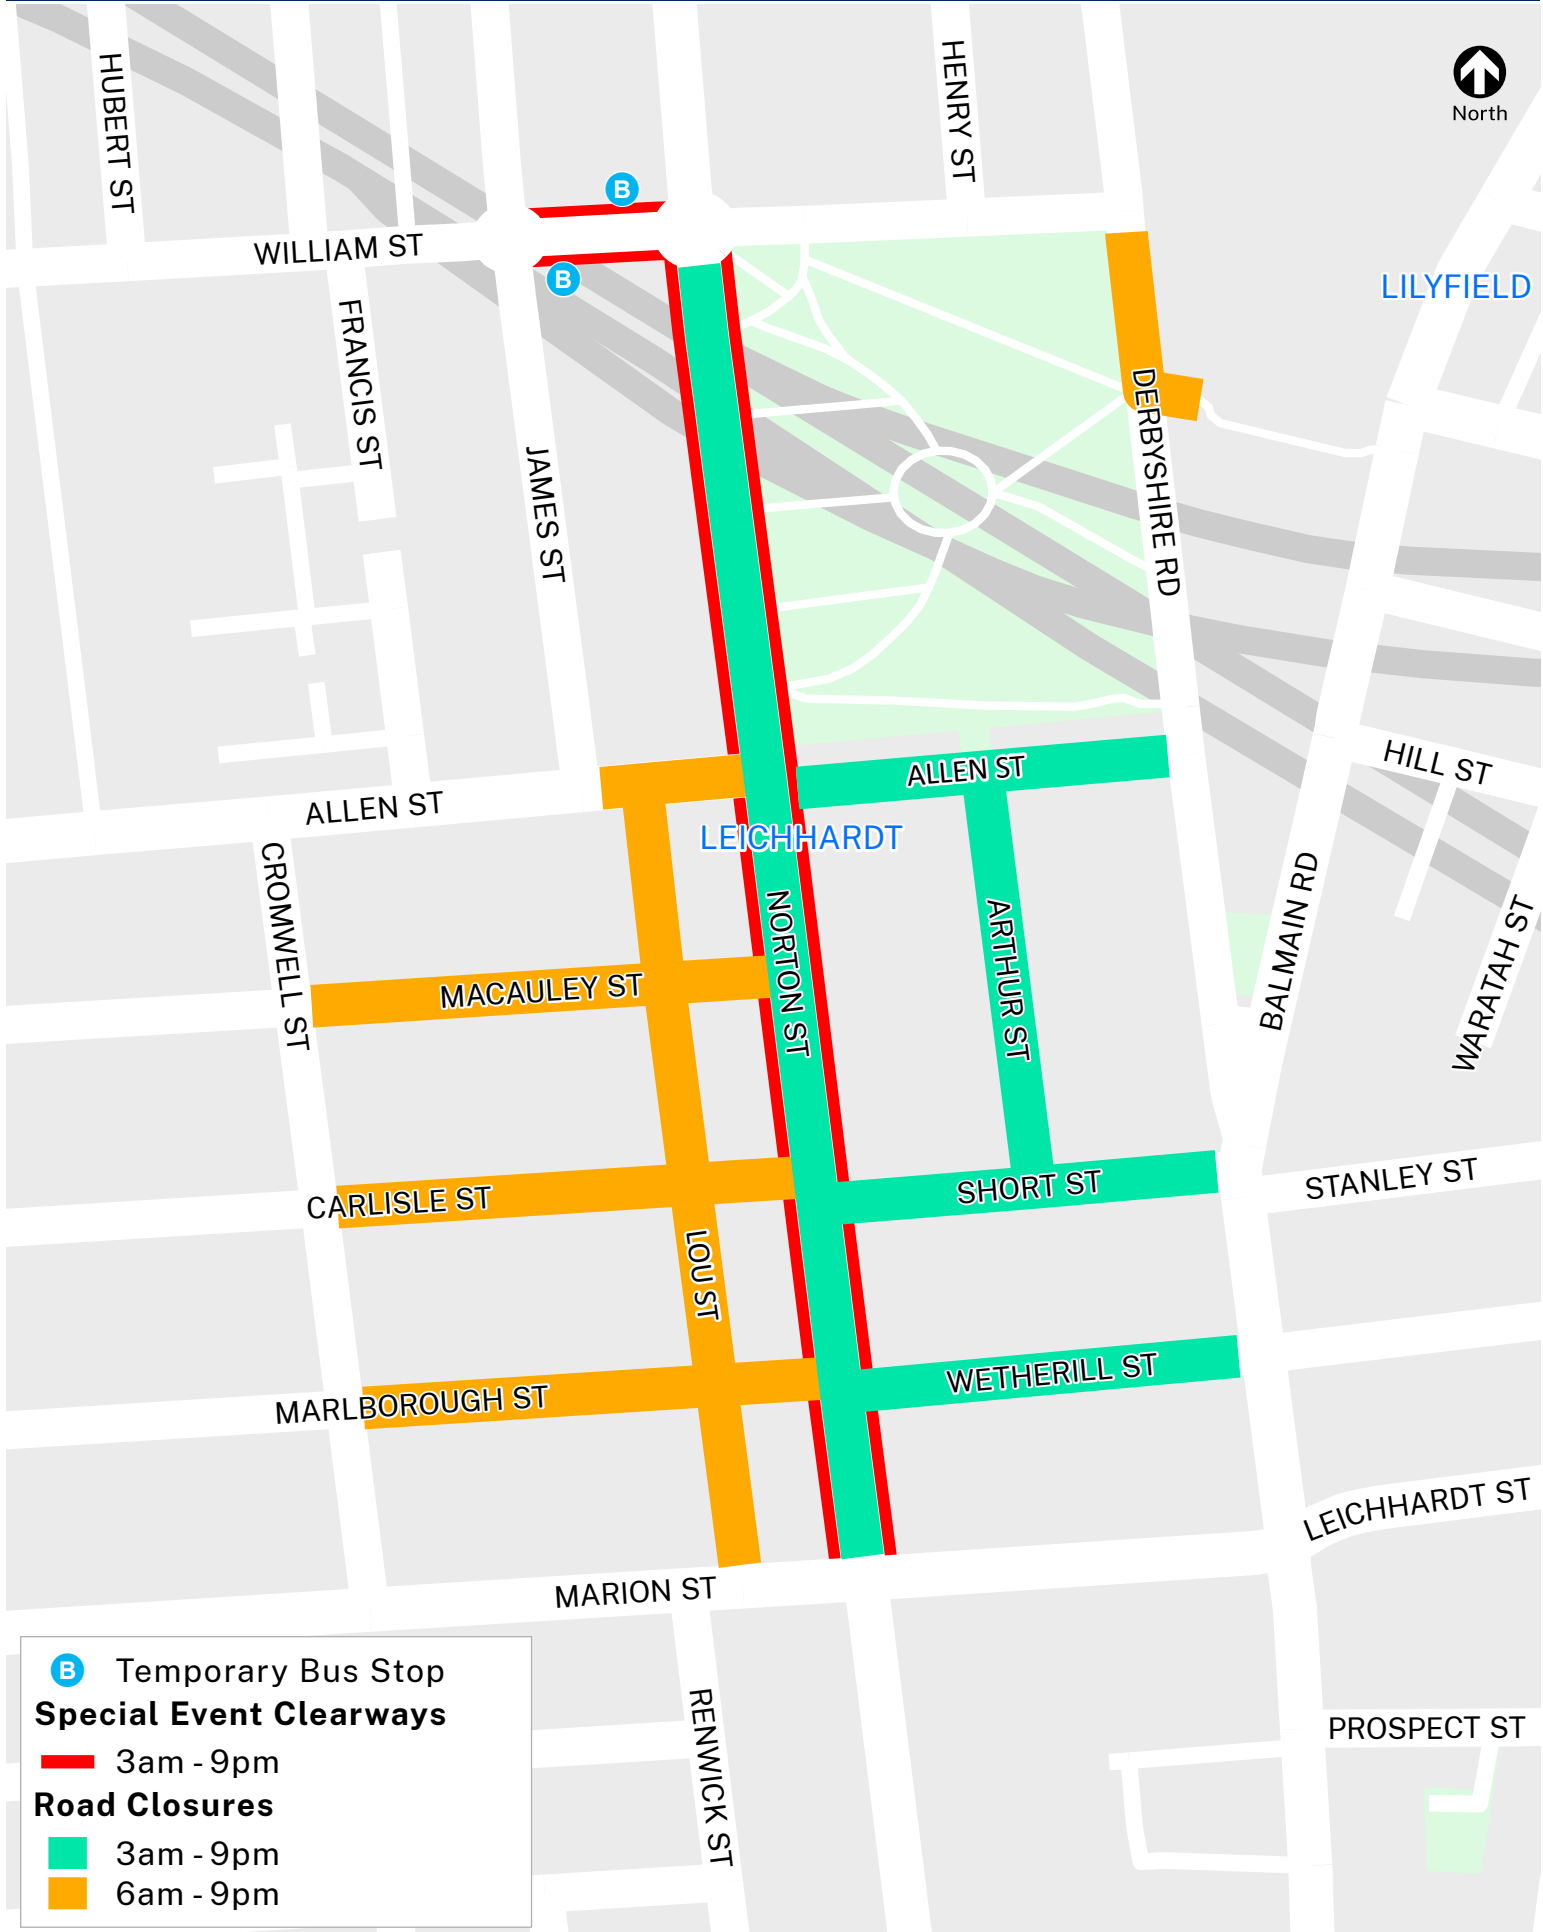 HUBERT ST
HENRY ST
North
B
WILLIAM ST
B
LILYFIELD
FRANCIS ST
DERBYSHIRE RD
JAMES ST
HILL ST
ALLEN ST
ALLEN ST
LEICHHARDT
CROMWELL ST
NORTON ST
ARTHUR ST
BALMAIN RD
WARATAH ST
MACAULEY ST
SHORT ST
STANLEY ST
CARLISLE ST
LOU ST
WETHERILL ST
MARLBOROUGH ST
LEICHHARDT ST
MARION ST
RENWICK ST
PROSPECT ST
B Temporary Bus Stop
Special Event Clearways
3am - 9pm
Road Closures
3am - 9pm
6am - 9pm